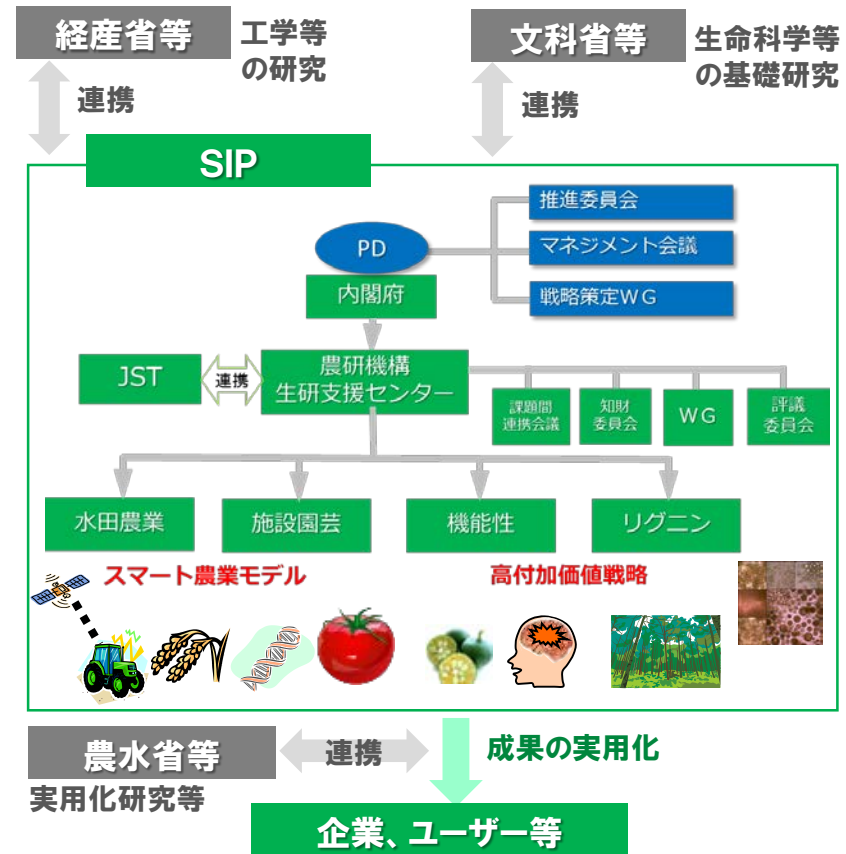 経産省等
工学等
の研究
文科省等
生命科学等
の基礎研究
連携
連携
SIP
推進委員会
PD
マネジメント会議
内閣府
戦略策定WG
JST
連携
農研機構
生研支援センター
課題間
連携会議
知財
委員会
WG
評議
委員会
水田農業
施設園芸
機能性
リグニン
スマート農業モデル
高付加価値戦略
農水省等
連携
成果の実用化
実用化研究等
企業、ユーザー等